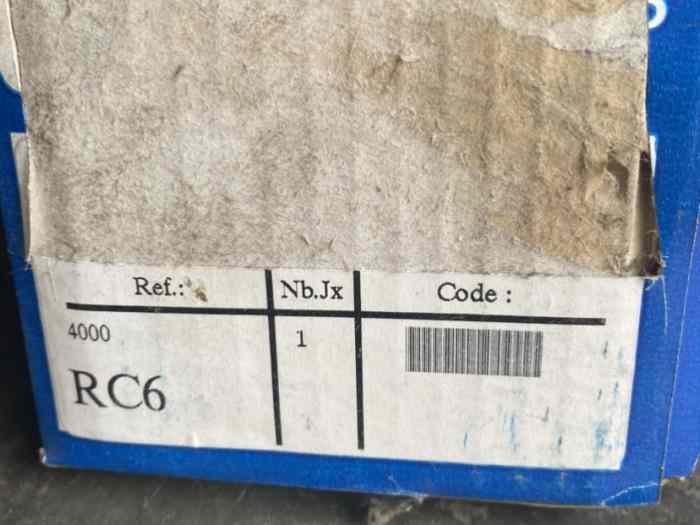 Ref.: Nb.Jx Code :
4000 1
RC6